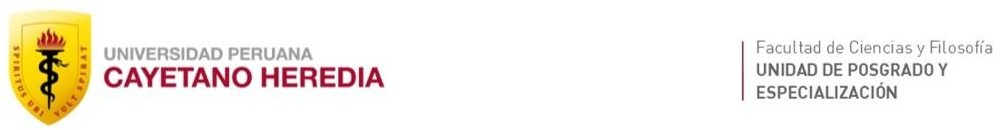 SPIRITUS UBI VULT SPIRAT
UNIVERSIDAD PERUANA
CAYETANO HEREDIA
Facultad de Ciencias y Filosofía
UNIDAD DE POSGRADO Y
ESPECIALIZACIÓN